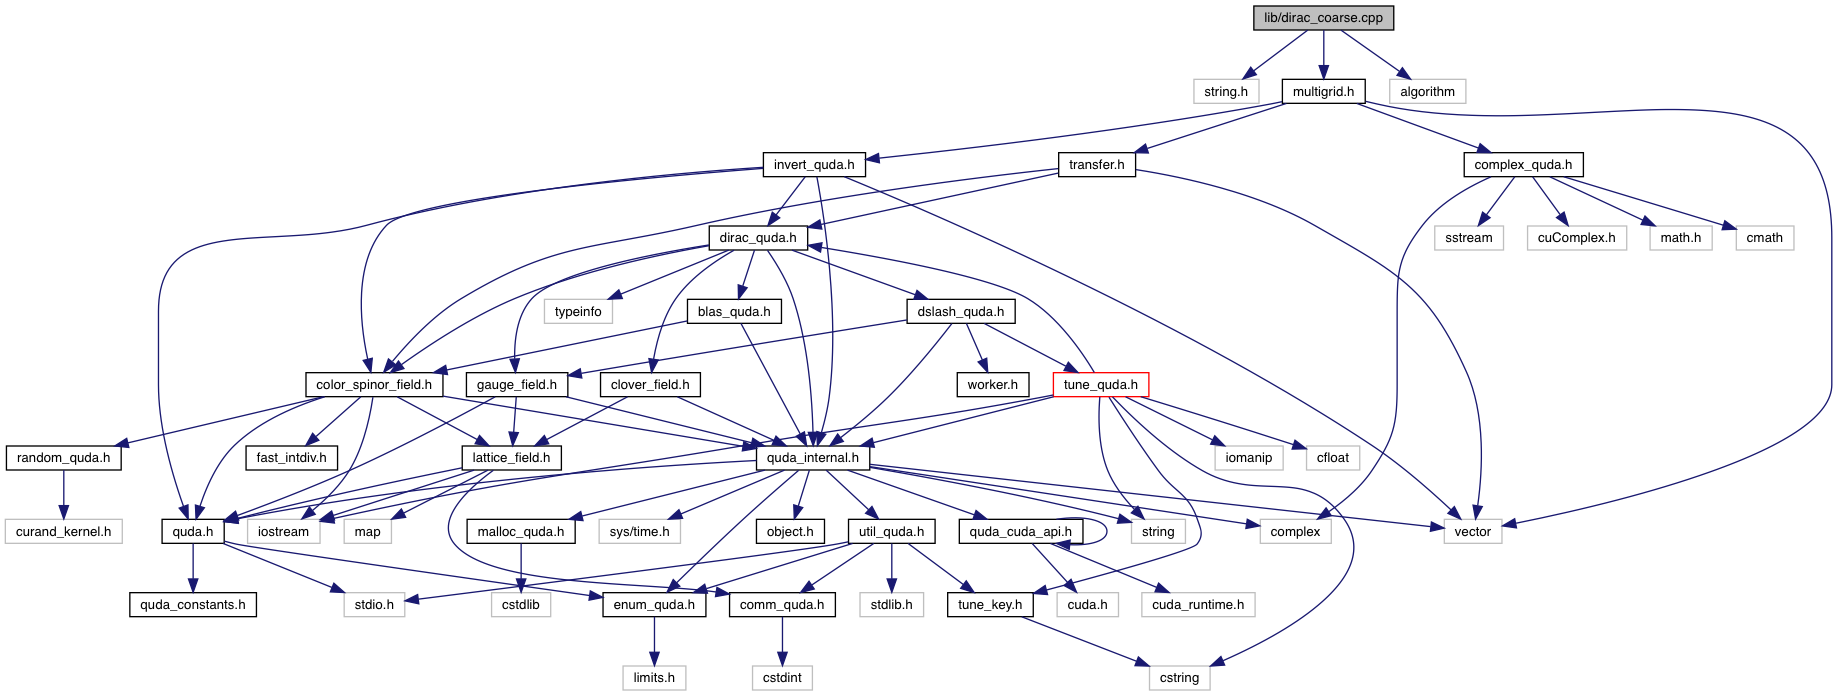 lib/dirac_coarse.cpp
string.h
multigrid.h
algorithm
invert_quda.h
transfer.h
complex_quda.h
dirac_quda.h
sstream
cuComplex.h
math.h
cmath
typeinfo
blas_quda.h
dslash_quda.h
color_spinor_field.h
gauge_field.h
clover_field.h
worker.h
tune_quda.h
random_quda.h
fast_intdiv.h
lattice_field.h
quda_internal.h
iomanip
cfloat
curand_kernel.h
quda.h
iostream
map
malloc_quda.h
sys/time.h
object.h
util_quda.h
quda_cuda_api.h
string
complex
vector
quda_constants.h
stdio.h
cstdlib
enum_quda.h
comm_quda.h
stdlib.h
tune_key.h
cuda.h
cuda_runtime.h
limits.h
cstdint
cstring